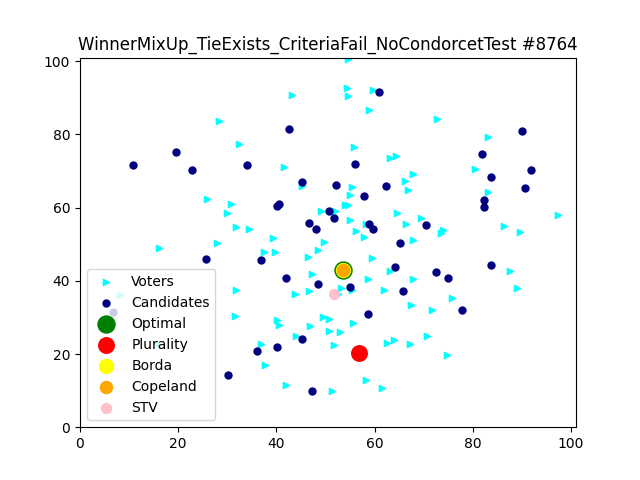 WinnerMixUp_TieExists_CriteriaFail_NoCondorcetTest #8764
100
80
60
40
20
0
Voters
Candidates
Optimal
Plurality
Borda
Copeland
STV
0 20 40 60 80 100